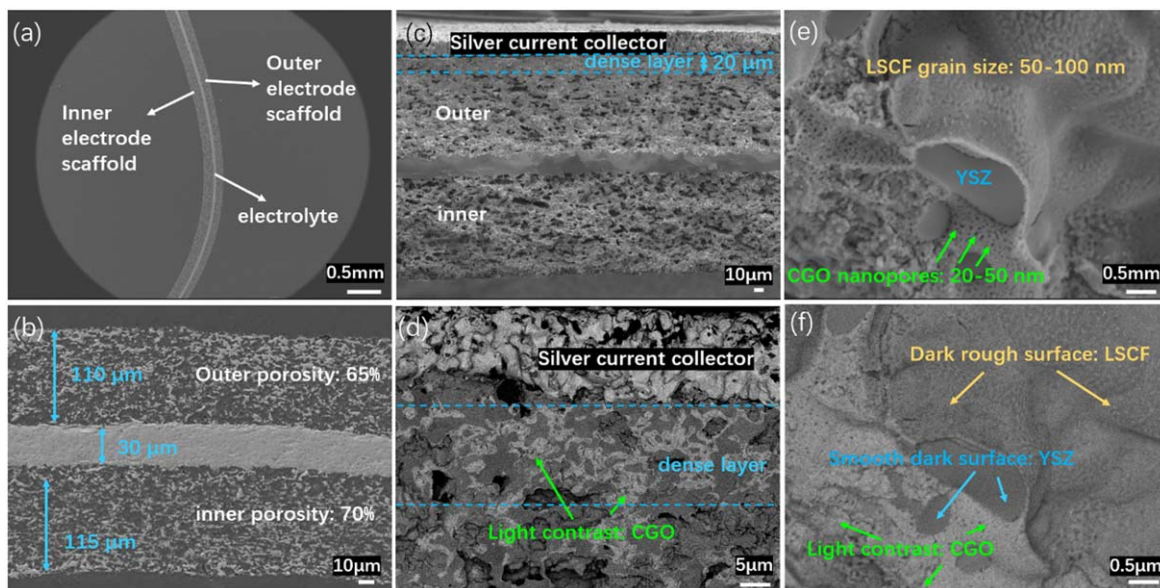 (a)
Outer
electrode
scaffold
Inner
electrode
scaffold
electrolyte
0.5mm
(b)
110 μm
Outer porosity: 65%
30 μm
inner porosity: 70%
115 μm
10μm
(c)
Silver current collector
dense layer 20 μm
Outer
inner
10μm
(d)
Silver current collector
dense layer
Light contrast: CGO
5μm
(e)
LSCF grain size: 50-100 nm
YSZ
CGO nanopores: 20-50 nm
0.5mm
(f)
Dark rough surface: LSCF
Smooth dark surface: YSZ
Light contrast: CGO
0.5μm